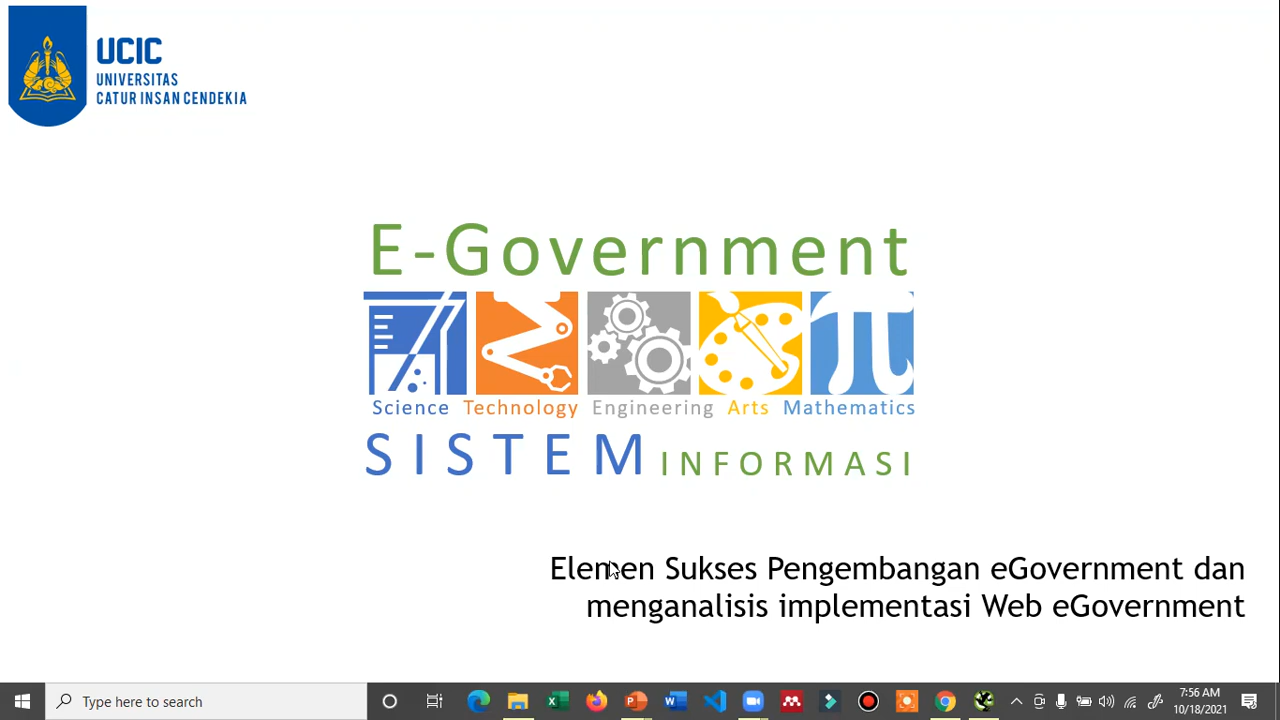 UCIC
UNIVERSITAS
CATUR INSAN CENDEKIA
E-Government
Science Technology Engineering Arts Mathematics
SISTEM INFORMASI
Elemen Sukses Pengembangan eGovernment dan
menganalisis implementasi Web eGovernment
Type here to search
7:56 AM
10/18/2021